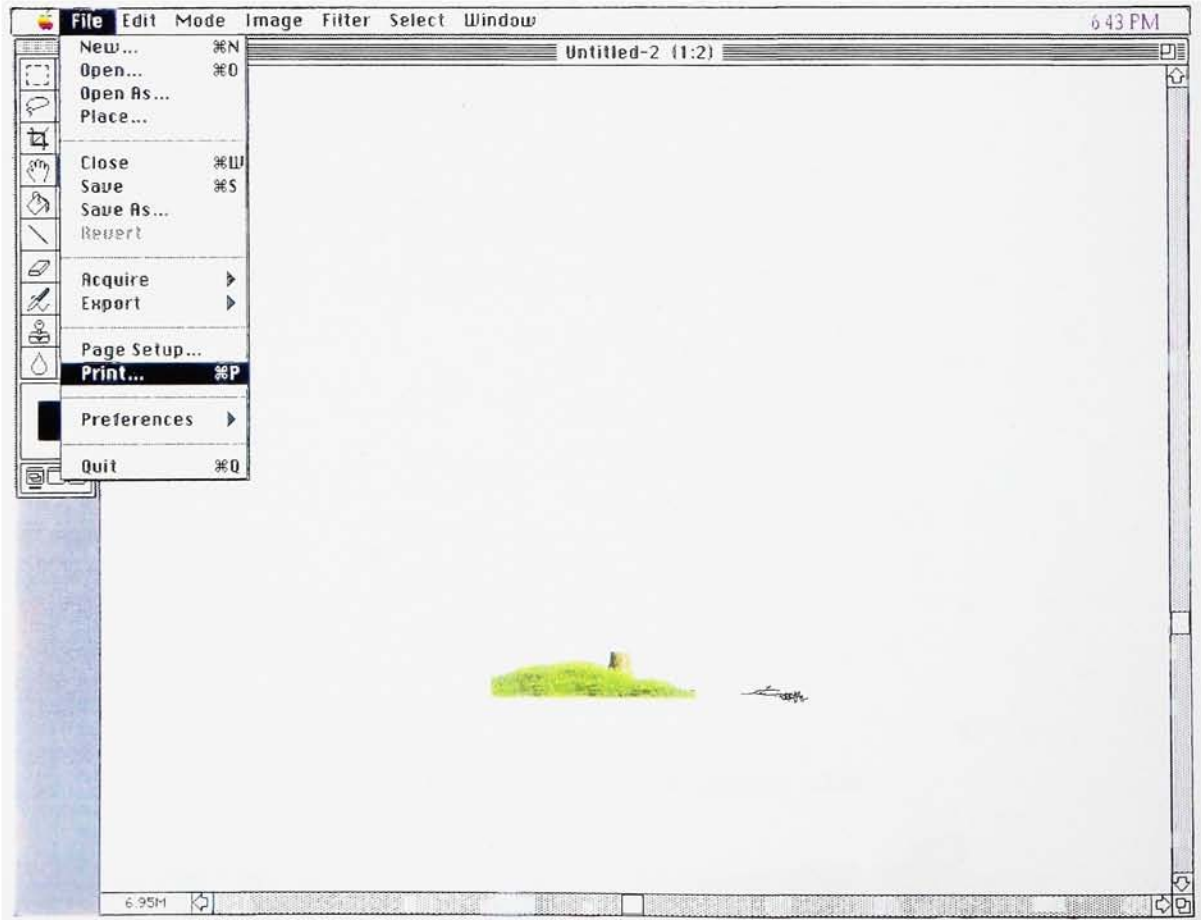 File Edit Mode Image Filter Select Window 6 43 PM
Untitled-2 (1:2)
New... ⌘N
Open... ⌘O
Open As...
Place...
Close ⌘W
Save ⌘S
Save As...
Revert
Acquire
Export
Page Setup...
Print... ⌘P
Preferences
Quit ⌘Q
6.95M